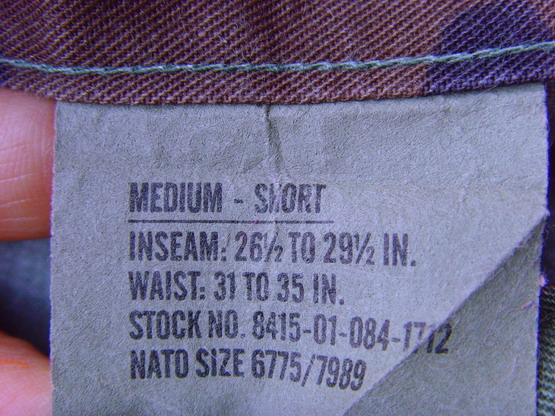 MEDIUM - SHORT
INSEAM: 26½ TO 29½ IN.
WAIST: 31 TO 35 IN.
STOCK NO. 8415-01-084-1712
NATO SIZE 6775/7989